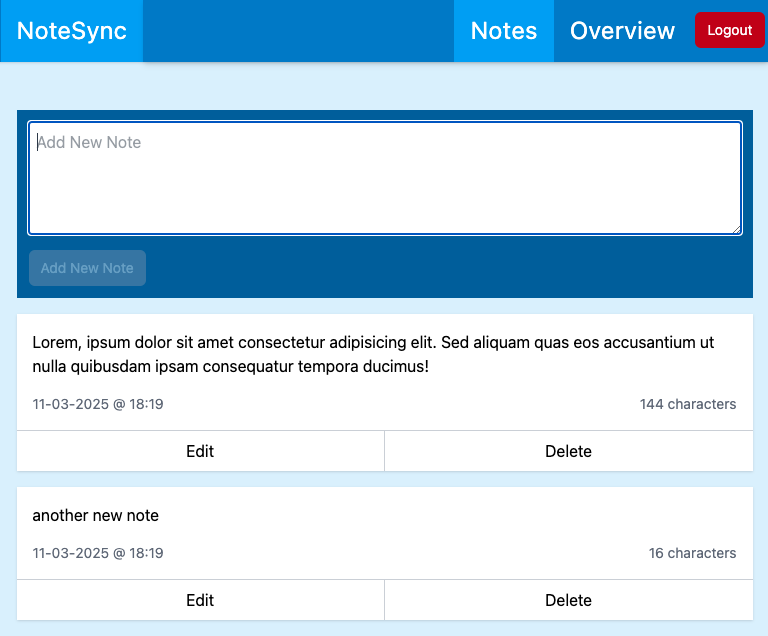 NoteSync
Notes
Overview
Logout
Add New Note
Add New Note
Lorem, ipsum dolor sit amet consectetur adipisicing elit. Sed aliquam quas eos accusantium ut
nulla quibusdam ipsam consequatur tempora ducimus!
11-03-2025 @ 18:19
144 characters
Edit
Delete
another new note
11-03-2025 @ 18:19
16 characters
Edit
Delete